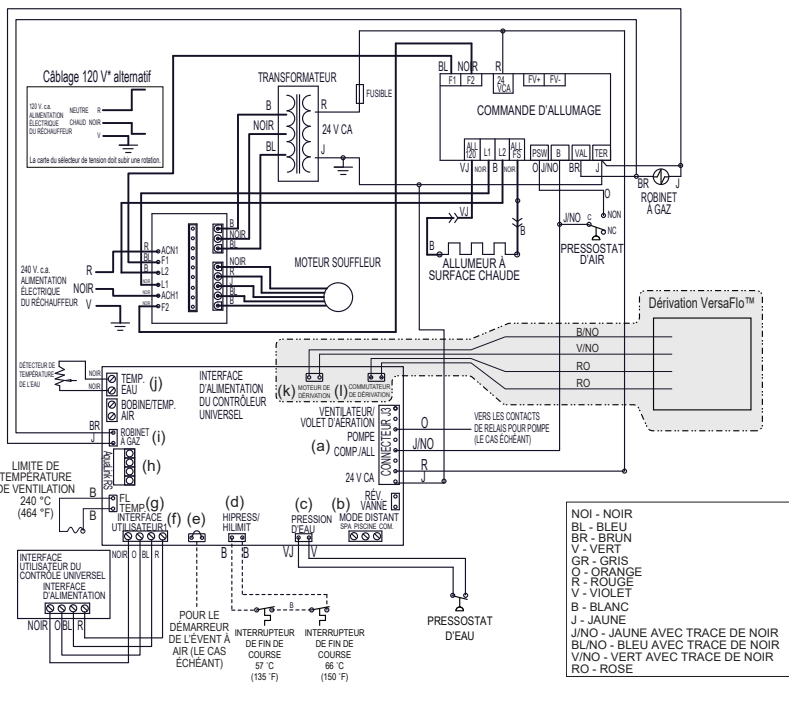 Câblage 120 V* alternatif
120 V. c.a.
ALIMENTATION
ÉLECTRIQUE
DU RÉCHAUFFEUR
NEUTRE R
CHAUD NOIR
V
La carte du sélecteur de tension doit subir une rotation.
TRANSFORMATEUR
B
NOIR
BL
R
24 V CA
J
FUSIBLE
BL NOIR R
F1 F2 24 VCA FV+ FV-
COMMANDE D'ALLUMAGE
ALL 120 L1 L2 ALL FS PSW B VAL TER
VJ NOIR B NOIR O J/NO BR J
VJ
B
B
ALLUMEUR À
SURFACE CHAUDE
BR J
ROBINET
À GAZ
O
NON
J/NO C
NC
PRESSOSTAT
D'AIR
240 V. c.a.
ALIMENTATION
ÉLECTRIQUE
DU RÉCHAUFFEUR
R
NOIR
V
R ACN1
BL F1
B L2
NOIR L1
NOIR ACH1
NOIR F2
B
NOIR
BL
NOIR
R
V
BL
B
MOTEUR SOUFFLEUR
Dérivation VersaFlo™
B/NO
V/NO
RO
RO
DÉTECTEUR DE
TEMPÉRATURE
DE L'EAU
NOIR
NOIR
TEMP.
EAU
(j)
BOBINE/TEMP.
AIR
INTERFACE
D'ALIMENTATION
DU CONTRÔLEUR
UNIVERSEL
(k) MOTEUR DE
DÉRIVATION
(l) COMMUTATEUR
DE DÉRIVATION
BR
J
ROBINET
À GAZ
(i)
AquaLink RS
(h)
VENTILATEUR/
VOLET D'AÉRATION
POMPE
(a) COMP./ALL
24 V CA
CONNECTEUR J3
O
J/NO
R
J
VERS LES CONTACTS
DE RELAIS POUR POMPE
(LE CAS ÉCHÉANT)
RÉV.
VANNE
LIMITE DE
TEMPÉRATURE
DE VENTILATION
240 °C
(464 °F)
B
B
FL
TEMP.
(g)
INTERFACE
UTILISATEUR1
(f)
(e)
(d)
HIPRESS/
HILIMIT
(c)
PRESSION
D'EAU
(b)
MODE DISTANT
SPA PISCINE COM.
NOIR O BL R
B B
VJ V
INTERFACE
UTILISATEUR DU
CONTRÔLE UNIVERSEL
INTERFACE
D'ALIMENTATION
NOIR O BL R
POUR LE
DÉMARREUR
DE L'ÉVENT À
AIR (LE CAS
ÉCHÉANT)
B
INTERRUPTEUR
DE FIN DE
COURSE
57 ˚C
(135 ˚F)
INTERRUPTEUR
DE FIN DE
COURSE
66 ˚C
(150 ˚F)
PRESSOSTAT
D'EAU
NOI - NOIR
BL - BLEU
BR - BRUN
V - VERT
GR - GRIS
O - ORANGE
R - ROUGE
V - VIOLET
B - BLANC
J - JAUNE
J/NO - JAUNE AVEC TRACE DE NOIR
BL/NO - BLEU AVEC TRACE DE NOIR
V/NO - VERT AVEC TRACE DE NOIR
RO - ROSE